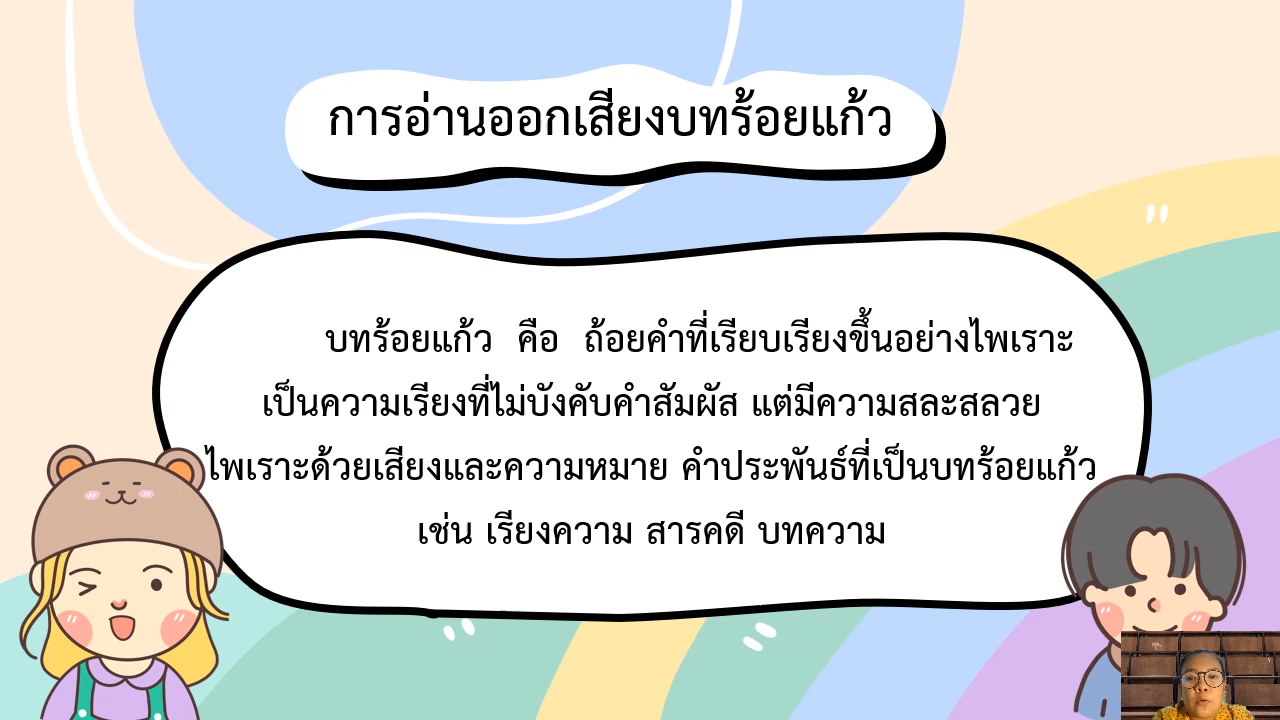 การอ่านออกเสียงบทร้อยแก้ว
บทร้อยแก้ว คือ ถ้อยคำที่เรียบเรียงขึ้นอย่างไพเราะ
เป็นความเรียงที่ไม่บังคับคำสัมผัส แต่มีความสละสลวย
ไพเราะด้วยเสียงและความหมาย คำประพันธ์ที่เป็นบทร้อยแก้ว
เช่น เรียงความ สารคดี บทความ